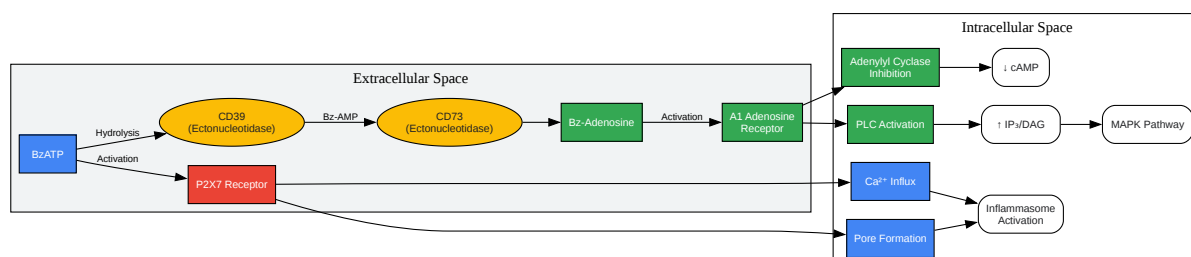 Intracellular Space
Extracellular Space
Adenylyl Cyclase
Inhibition
↓ cAMP
CD39
(Ectonucleotidase)
Bz-AMP
CD73
(Ectonucleotidase)
Bz-Adenosine
Activation
A1 Adenosine
Receptor
PLC Activation
↑ IP₃/DAG
MAPK Pathway
BzATP
Hydrolysis
Activation
P2X7 Receptor
Ca²⁺ Influx
Pore Formation
Inflammasome
Activation